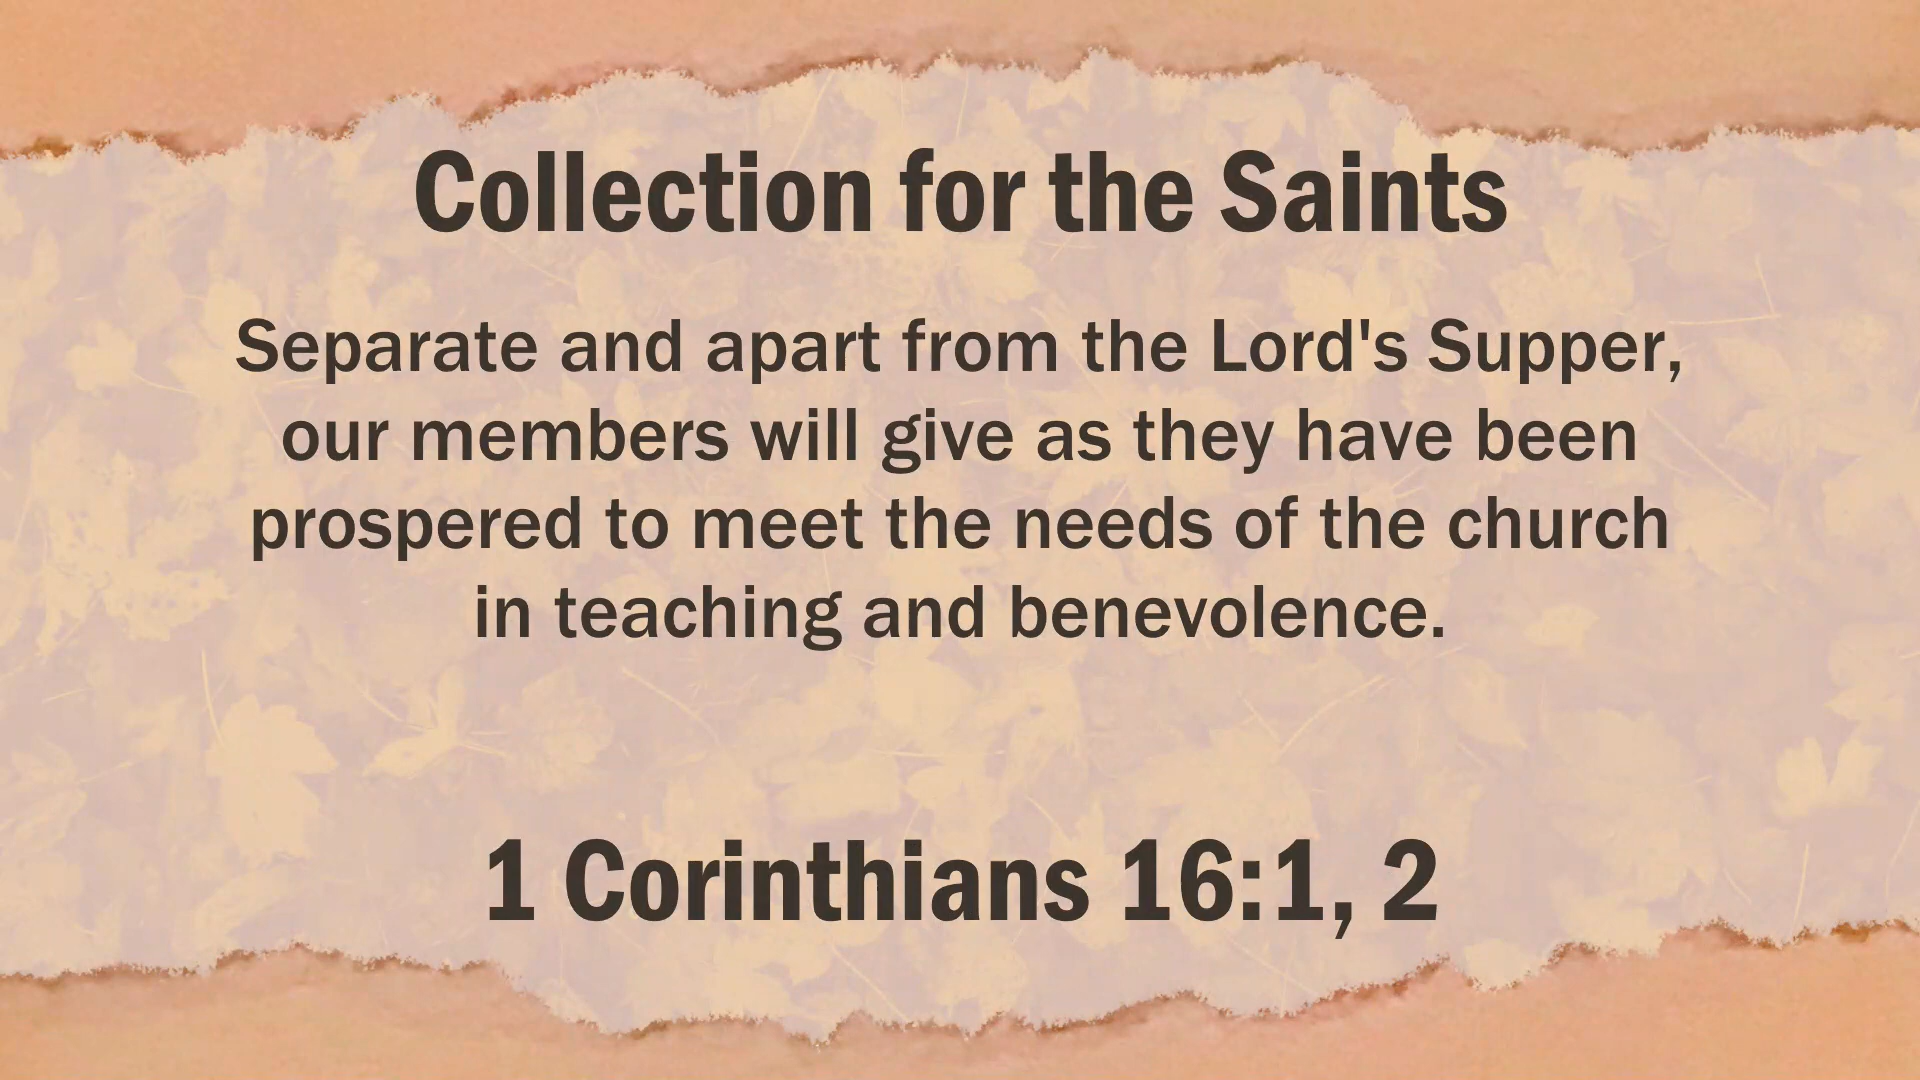 Collection for the Saints
Separate and apart from the Lord's Supper,
our members will give as they have been
prospered to meet the needs of the church
in teaching and benevolence.
1 Corinthians 16:1, 2